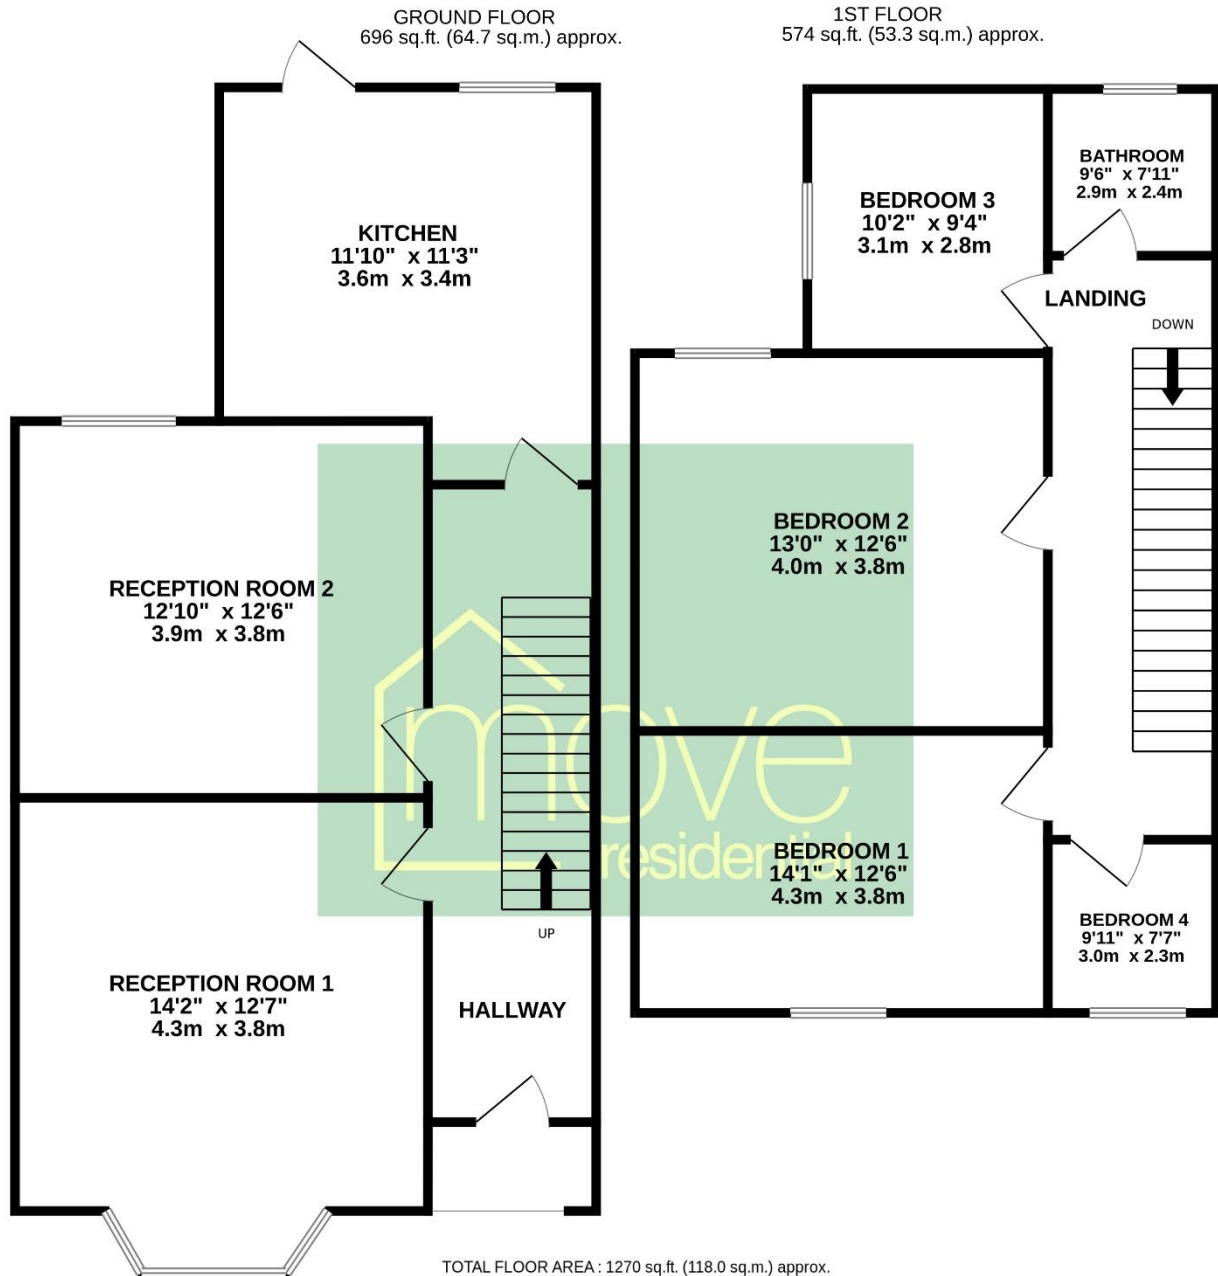 GROUND FLOOR
696 sq.ft. (64.7 sq.m.) approx.
1ST FLOOR
574 sq.ft. (53.3 sq.m.) approx.
KITCHEN
11'10" x 11'3"
3.6m x 3.4m
RECEPTION ROOM 2
12'10" x 12'6"
3.9m x 3.8m
RECEPTION ROOM 1
14'2" x 12'7"
4.3m x 3.8m
UP
HALLWAY
BATHROOM
9'6" x 7'11"
2.9m x 2.4m
BEDROOM 3
10'2" x 9'4"
3.1m x 2.8m
LANDING
DOWN
BEDROOM 2
13'0" x 12'6"
4.0m x 3.8m
BEDROOM 1
14'1" x 12'6"
4.3m x 3.8m
BEDROOM 4
9'11" x 7'7"
3.0m x 2.3m
move
residential
TOTAL FLOOR AREA : 1270 sq.ft. (118.0 sq.m.) approx.